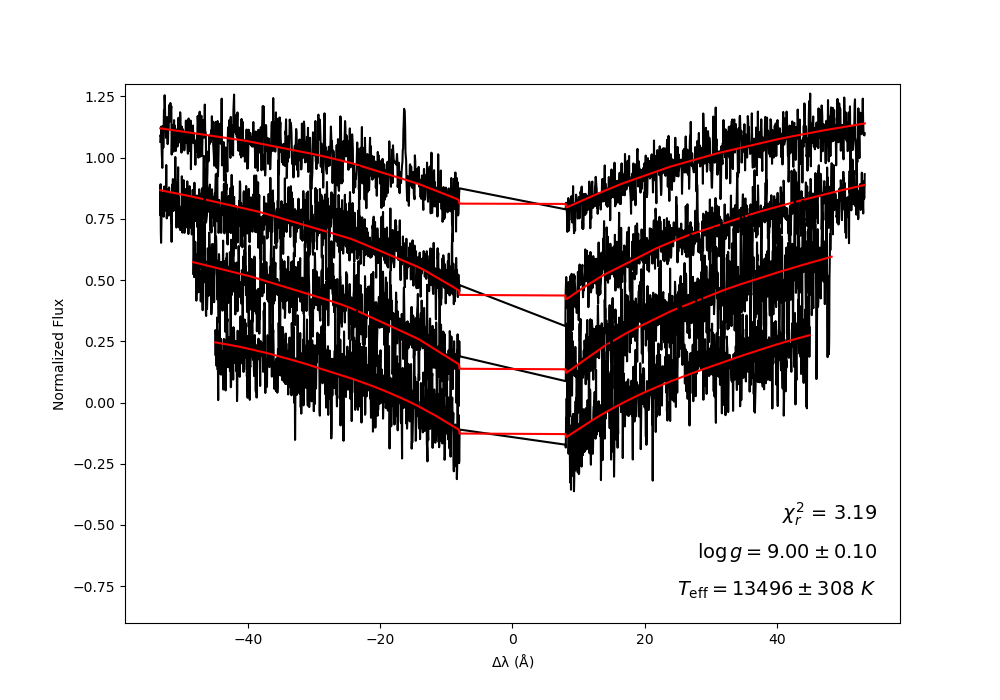 1.25
1.00
0.75
0.50
0.25
0.00
−0.25
−0.50
−0.75
Normalized Flux
χ²ᵣ = 3.19
log g = 9.00 ± 0.10
T_eff = 13496 ± 308 K
−40
−20
0
20
40
Δλ (Å)